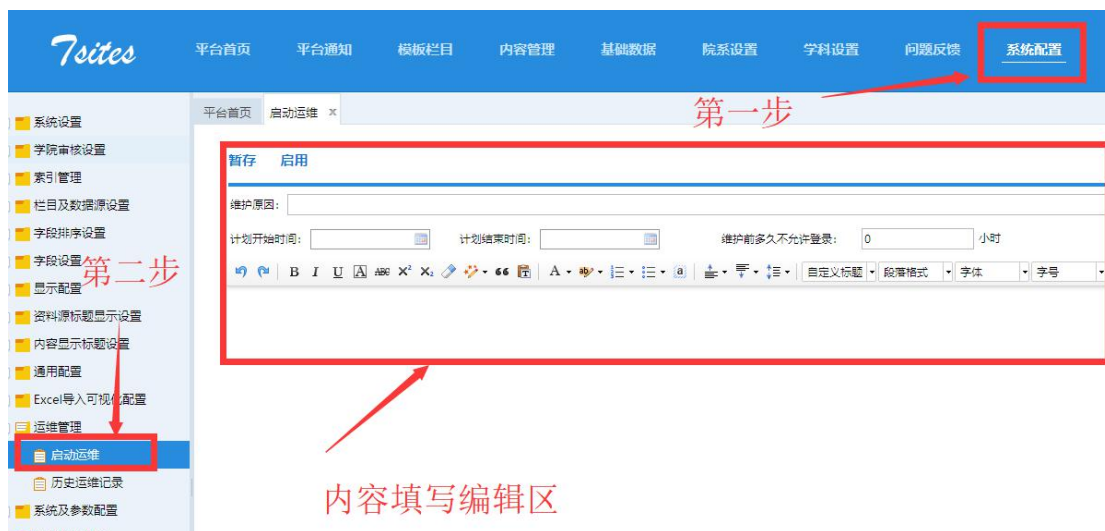 Tsites 平台首页 平台通知 模板栏目 内容管理 基础数据 院系设置 学科设置 问题反馈 系统配置
第一步
平台首页 启动运维 x
系统设置
学院审核设置
索引管理
栏目及数据源设置
字段排序设置
字段设置
第二步
显示配置
资料源标题显示设置
内容显示标题设置
通用配置
Excel导入可视化配置
运维管理
启动运维
历史运维记录
系统及参数配置
暂存 启用
维护原因:
计划开始时间: 计划结束时间: 维护前多久不允许登录: 0 小时
B I U A ABC X² X₂ 66 T A ab a 自定义标题 段落格式 字体 字号
内容填写编辑区